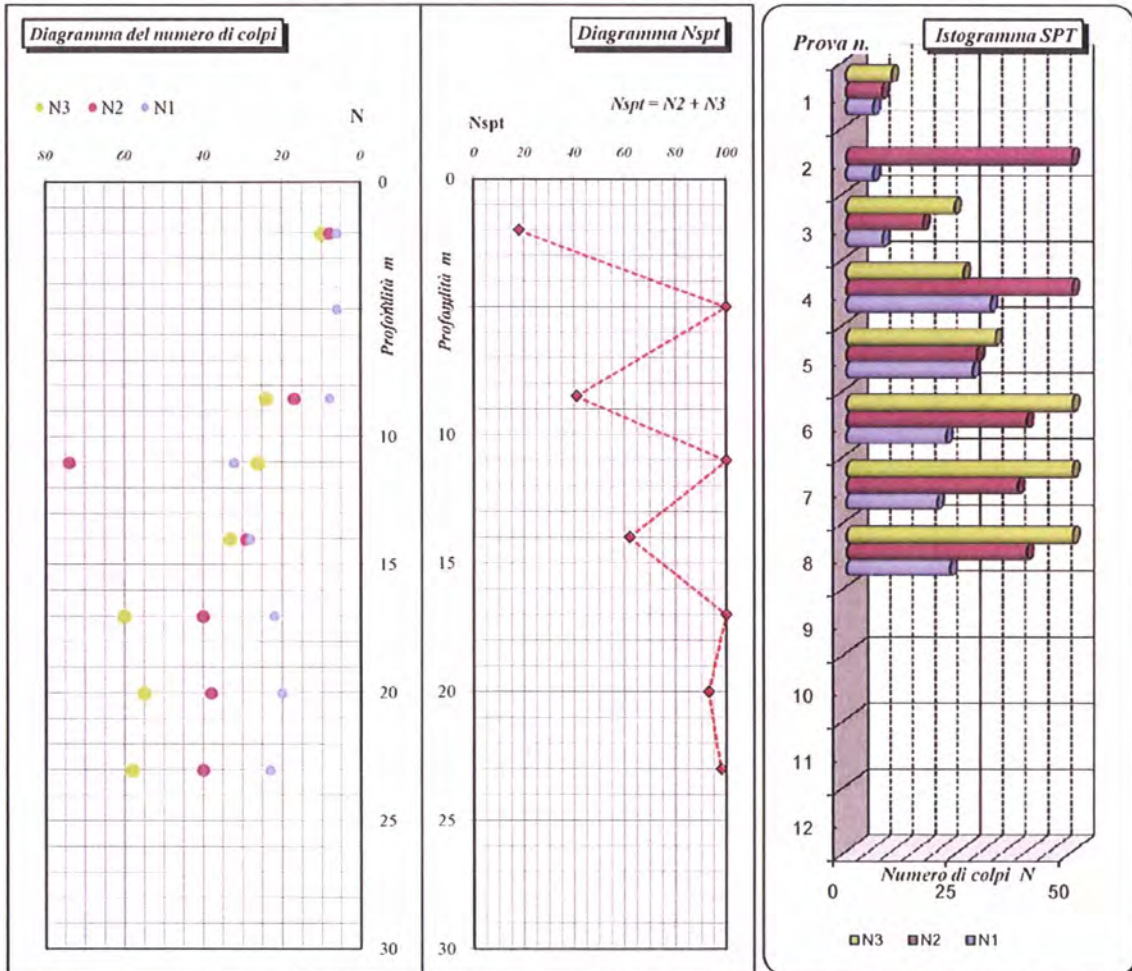 Diagramma del numero di colpi
N3 N2 N1
N
80 60 40 20 0
0
10
14
15
20
25
30
Profondità m
Diagramma Nspt
Nspt = N2 + N3
Nspt
0 20 40 60 80 100
0
5
10
15
20
25
30
Profondità m
Istogramma SPT
Prova n.
1
2
3
4
5
6
7
8
9
10
11
12
Numero di colpi N
0 25 50
N3 N2 N1